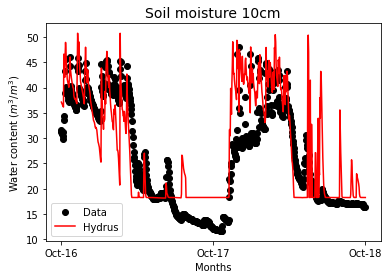 Soil moisture 10cm
Water content (m³/m³)
50
45
40
35
30
25
20
15
10
Data
Hydrus
Oct-16 Oct-17 Oct-18
Months